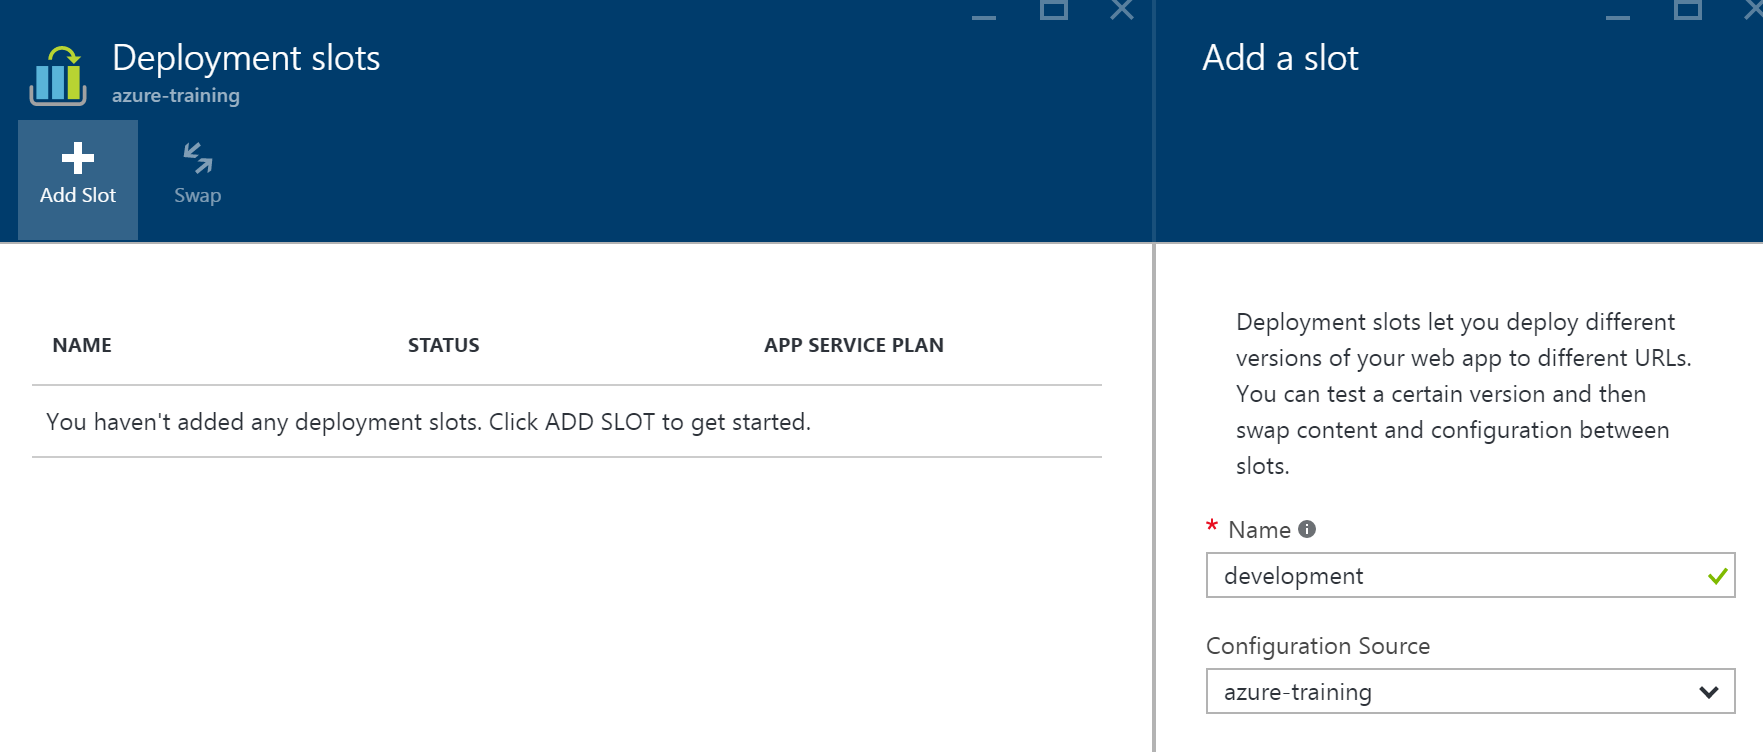 Deployment slots
azure-training
Add Slot
Swap
NAME STATUS APP SERVICE PLAN
You haven't added any deployment slots. Click ADD SLOT to get started.
Add a slot
Deployment slots let you deploy different
versions of your web app to different URLs.
You can test a certain version and then
swap content and configuration between
slots.
* Name
development
Configuration Source
azure-training